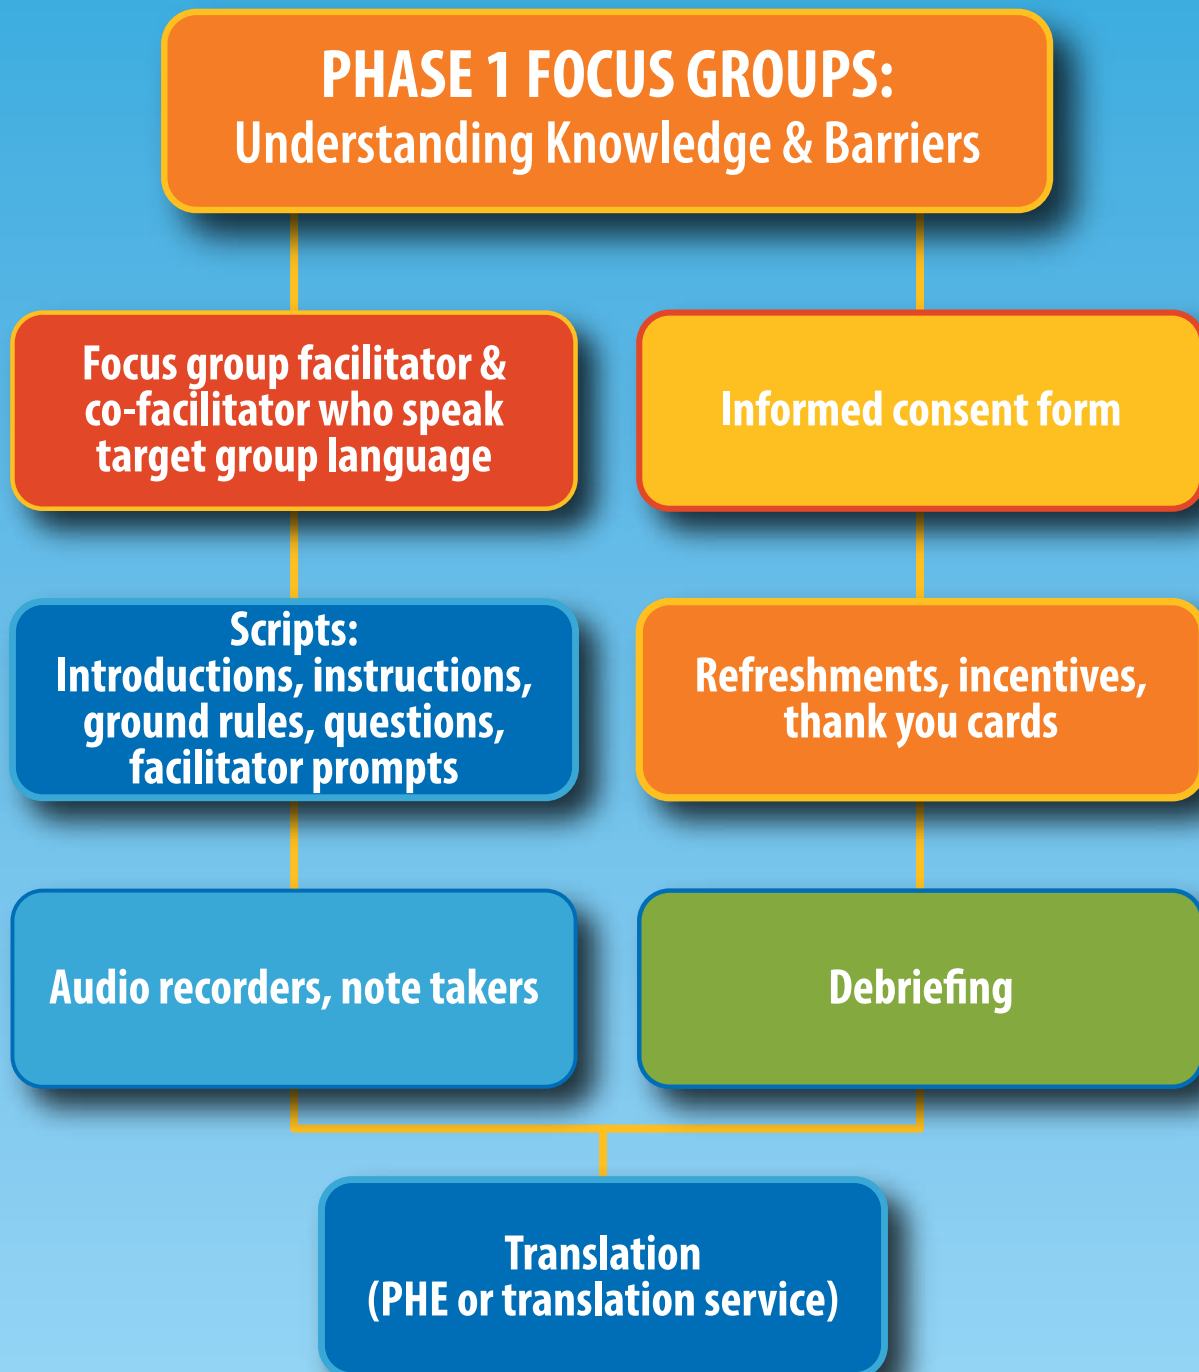 PHASE 1 FOCUS GROUPS:
Understanding Knowledge & Barriers
Focus group facilitator &
co-facilitator who speak
target group language
Informed consent form
Scripts:
Introductions, instructions,
ground rules, questions,
facilitator prompts
Refreshments, incentives,
thank you cards
Audio recorders, note takers
Debriefing
Translation
(PHE or translation service)